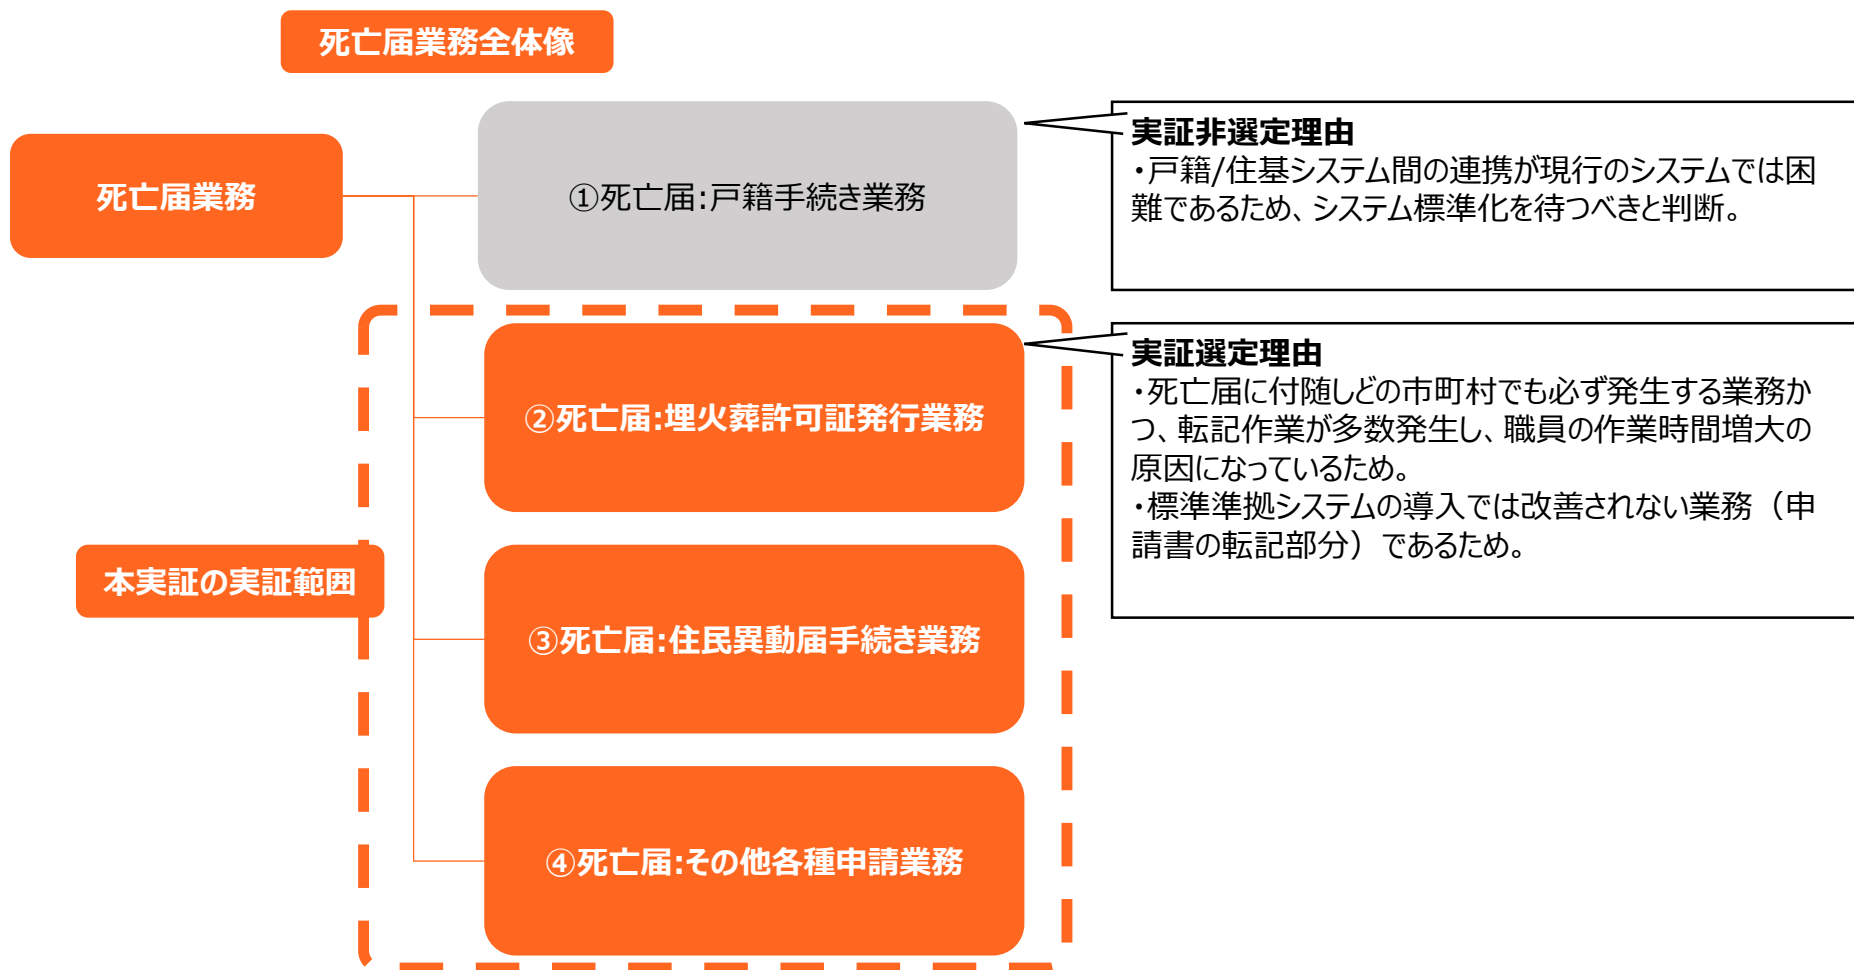 死亡届業務全体像
死亡届業務
①死亡届:戸籍手続き業務
実証非選定理由
・戸籍/住基システム間の連携が現行のシステムでは困
難であるため、システム標準化を待つべきと判断。
本実証の実証範囲
②死亡届:埋火葬許可証発行業務
実証選定理由
・死亡届に付随しどの市町村でも必ず発生する業務か
つ、転記作業が多数発生し、職員の作業時間増大の
原因になっているため。
・標準準拠システムの導入では改善されない業務（申
請書の転記部分）であるため。
③死亡届:住民異動届手続き業務
④死亡届:その他各種申請業務